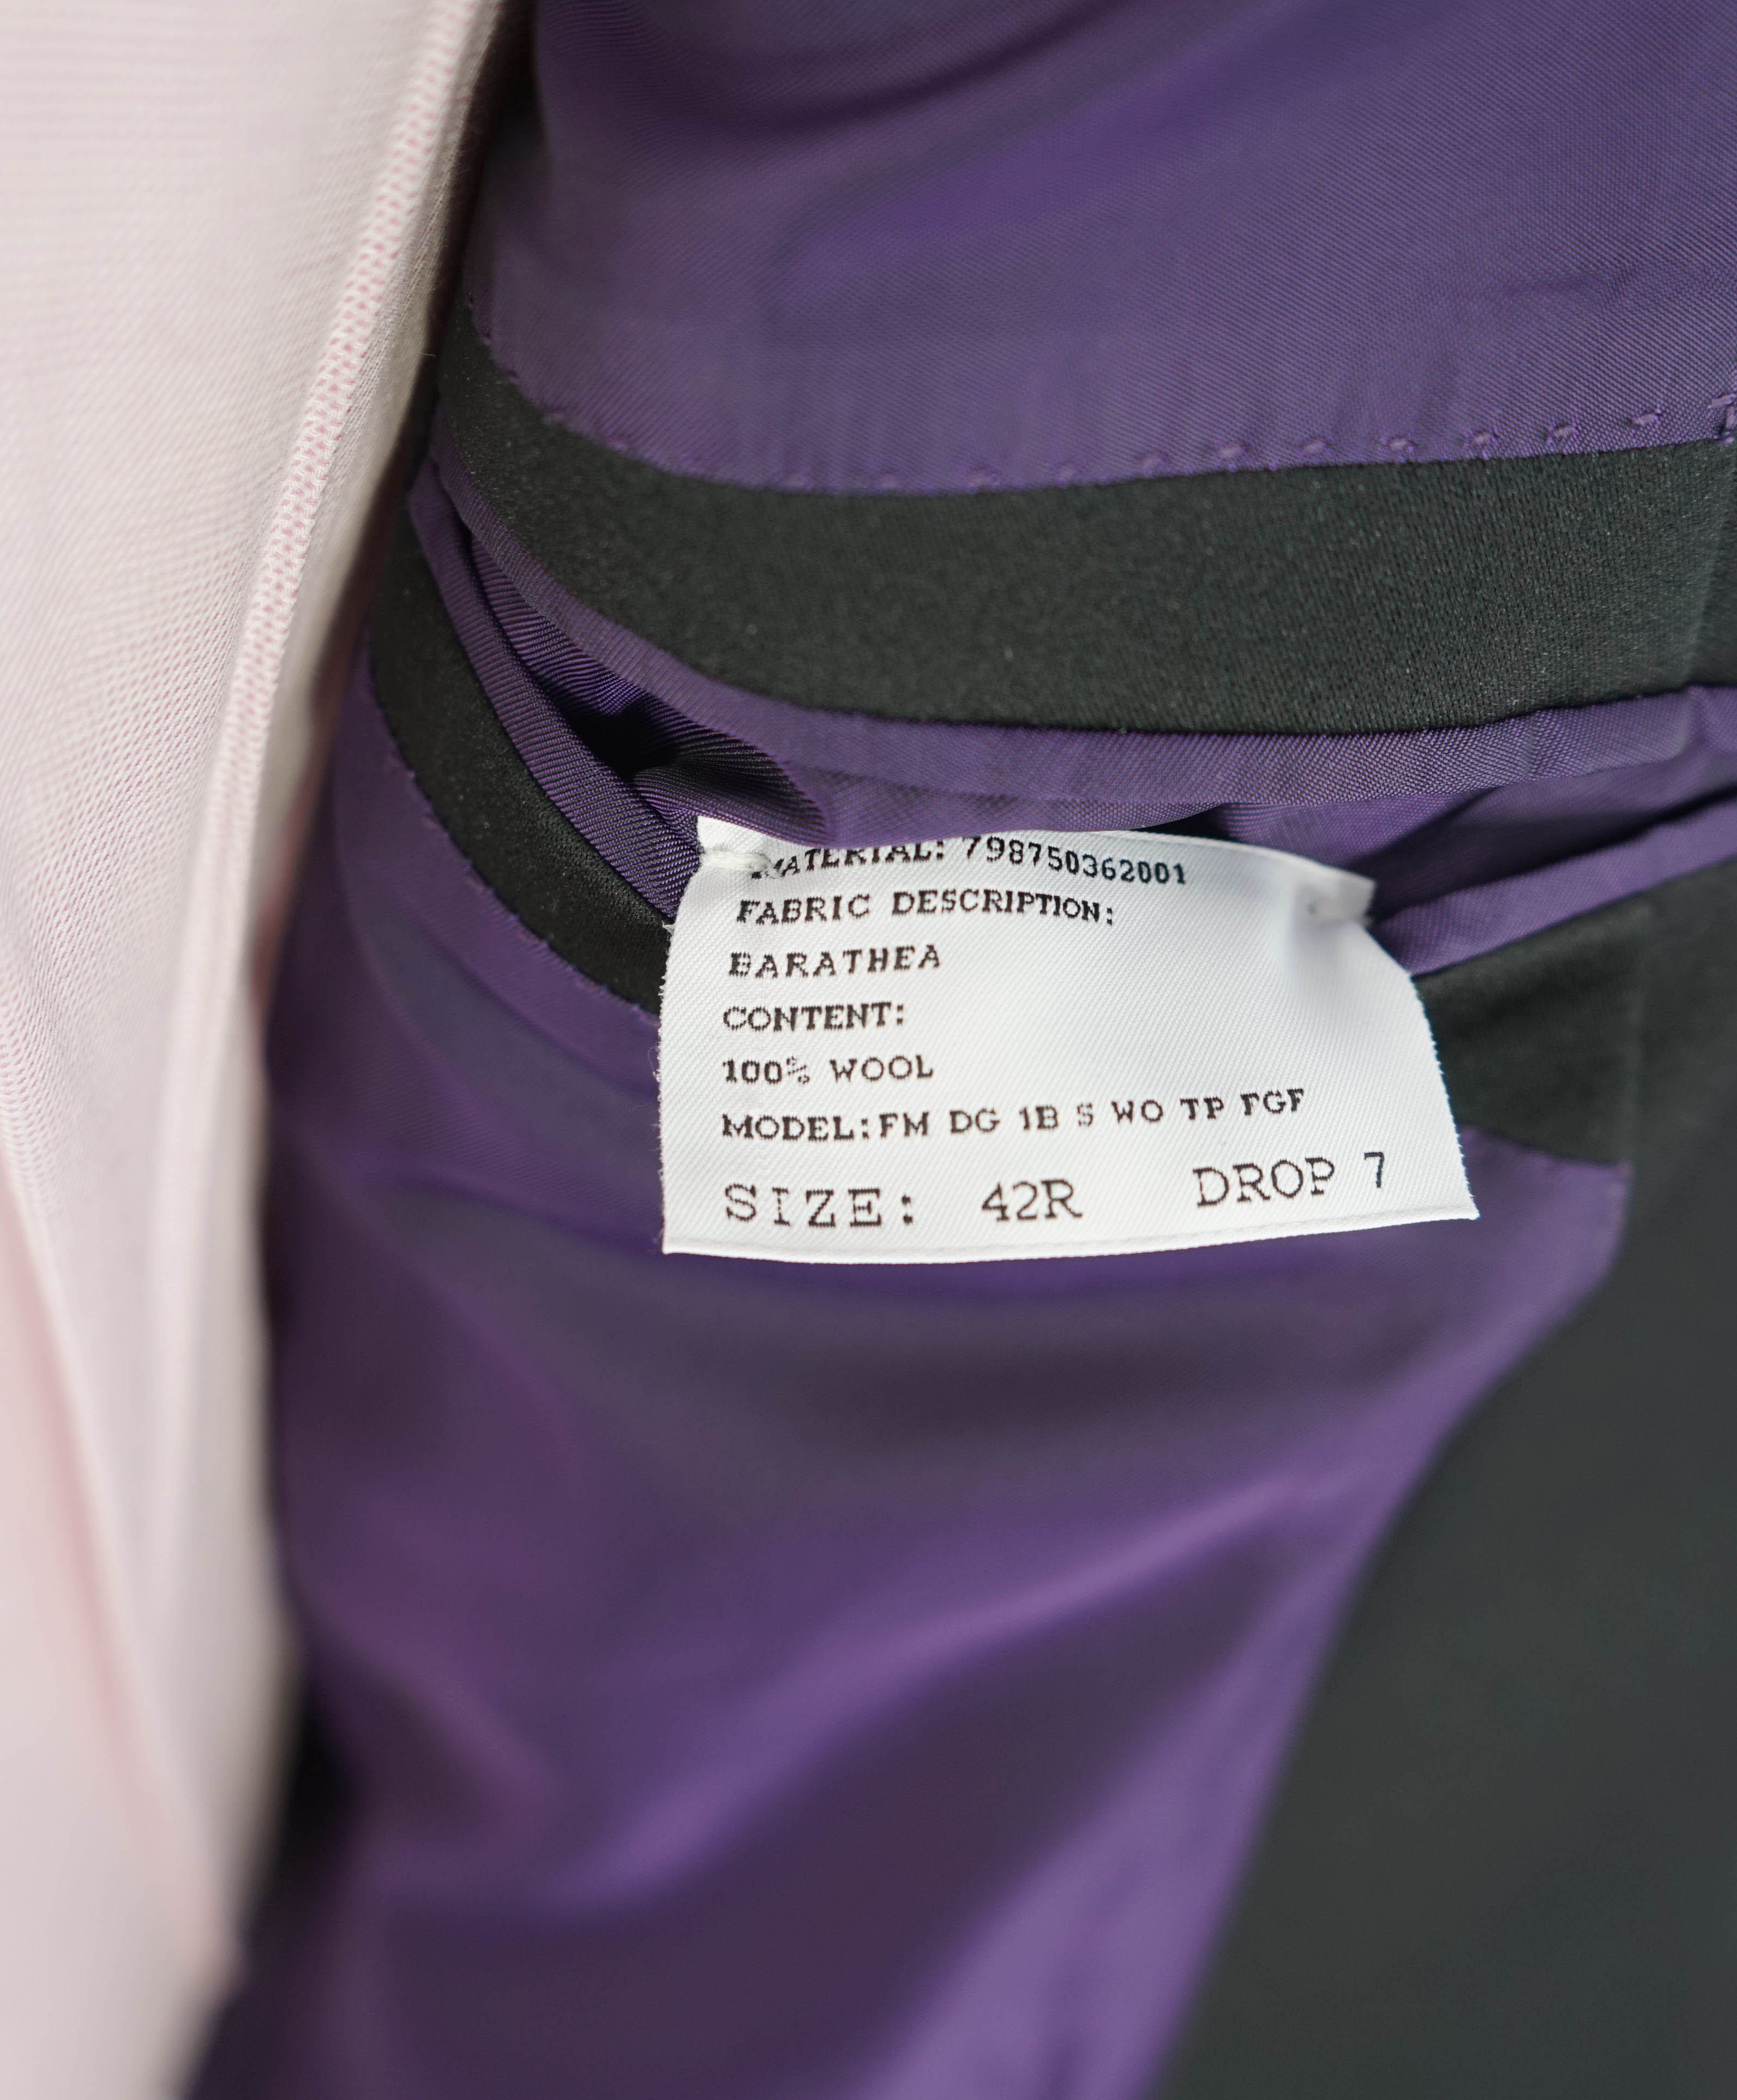 MATERIAL: 798750362001
FABRIC DESCRIPTION:
BARATHEA
CONTENT:
100% WOOL
MODEL:FM DG 1B S WO TP FGF
SIZE: 42R DROP 7